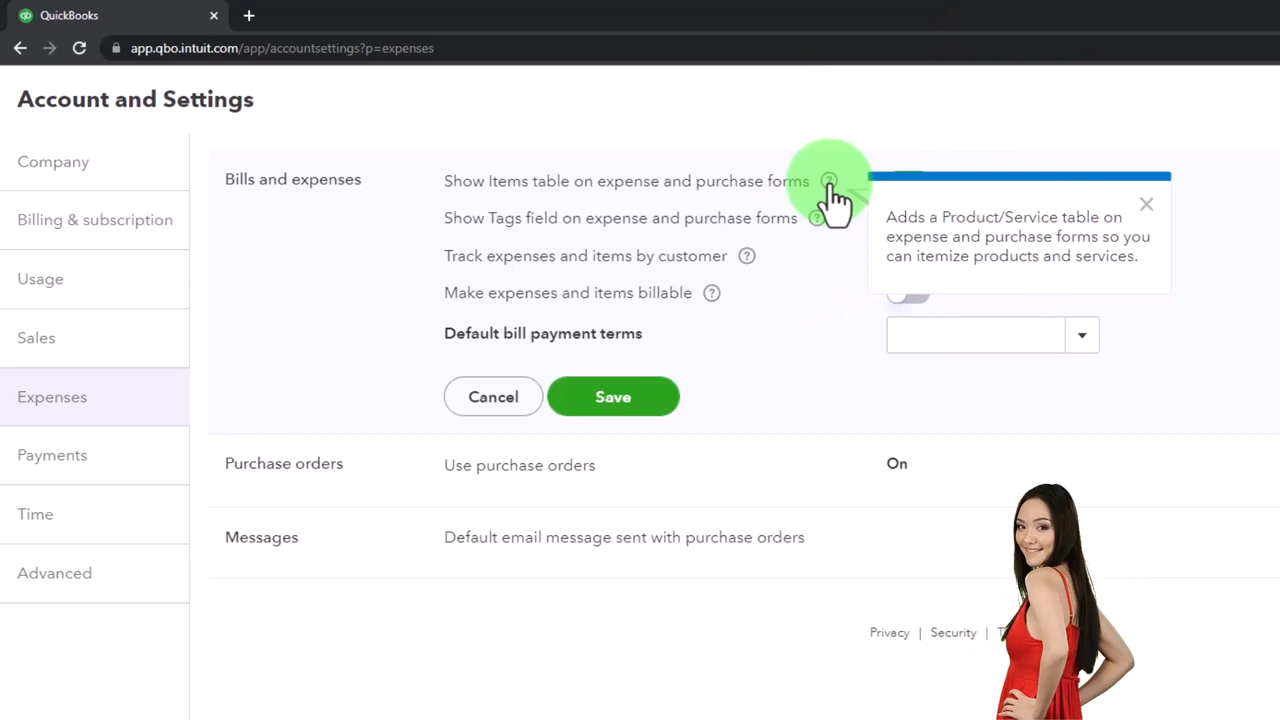 QuickBooks
app.qbo.intuit.com/app/accountsettings?p=expenses
Account and Settings
Company
Billing & subscription
Usage
Sales
Expenses
Payments
Time
Advanced
Bills and expenses
Show Items table on expense and purchase forms ?
Show Tags field on expense and purchase forms ?
Track expenses and items by customer ?
Make expenses and items billable ?
Default bill payment terms
Cancel
Save
Adds a Product/Service table on
expense and purchase forms so you
can itemize products and services.
Purchase orders
Use purchase orders
On
Messages
Default email message sent with purchase orders
Privacy | Security |